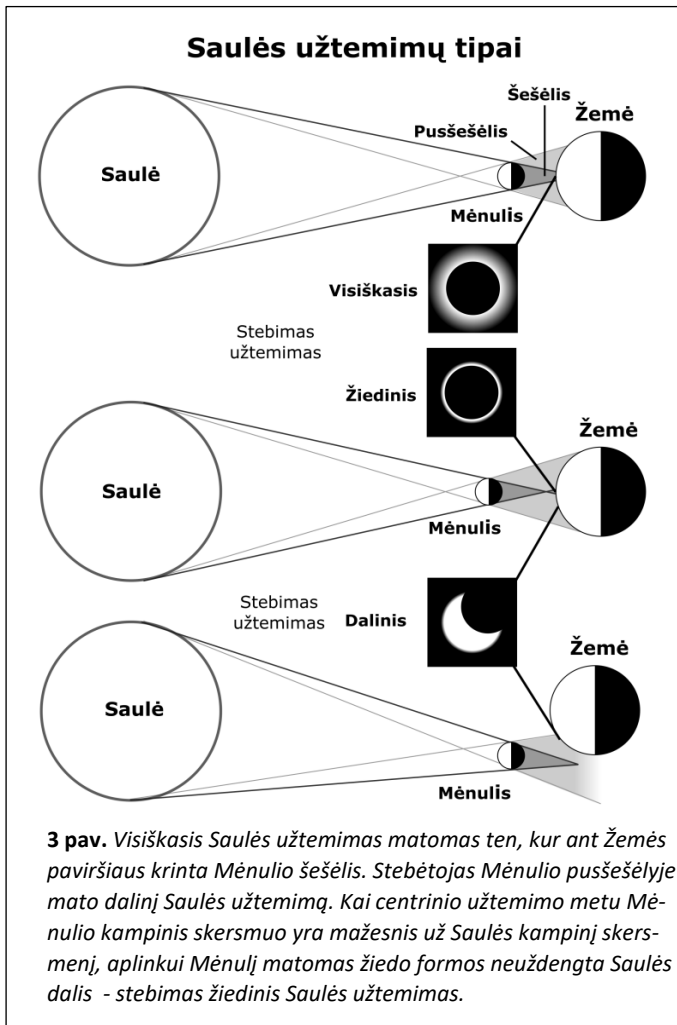 Saulės užtemimų tipai
Šešėlis
Pusšešėlis
Žemė
Saulė
Mėnulis
Visiškasis
Stebimas
užtemimas
Žiedinis
Žemė
Saulė
Mėnulis
Stebimas
užtemimas
Dalinis
Žemė
Saulė
Mėnulis
3 pav. Visiškasis Saulės užtemimas matomas ten, kur ant Žemės
paviršiaus krinta Mėnulio šešėlis. Stebėtojas Mėnulio pusšešėlyje
mato dalinį Saulės užtemimą. Kai centrinio užtemimo metu Mė-
nulio kampinis skersmuo yra mažesnis už Saulės kampinį skers-
menį, aplinkui Mėnulį matomas žiedo formos neuždengta Saulės
dalis - stebimas žiedinis Saulės užtemimas.